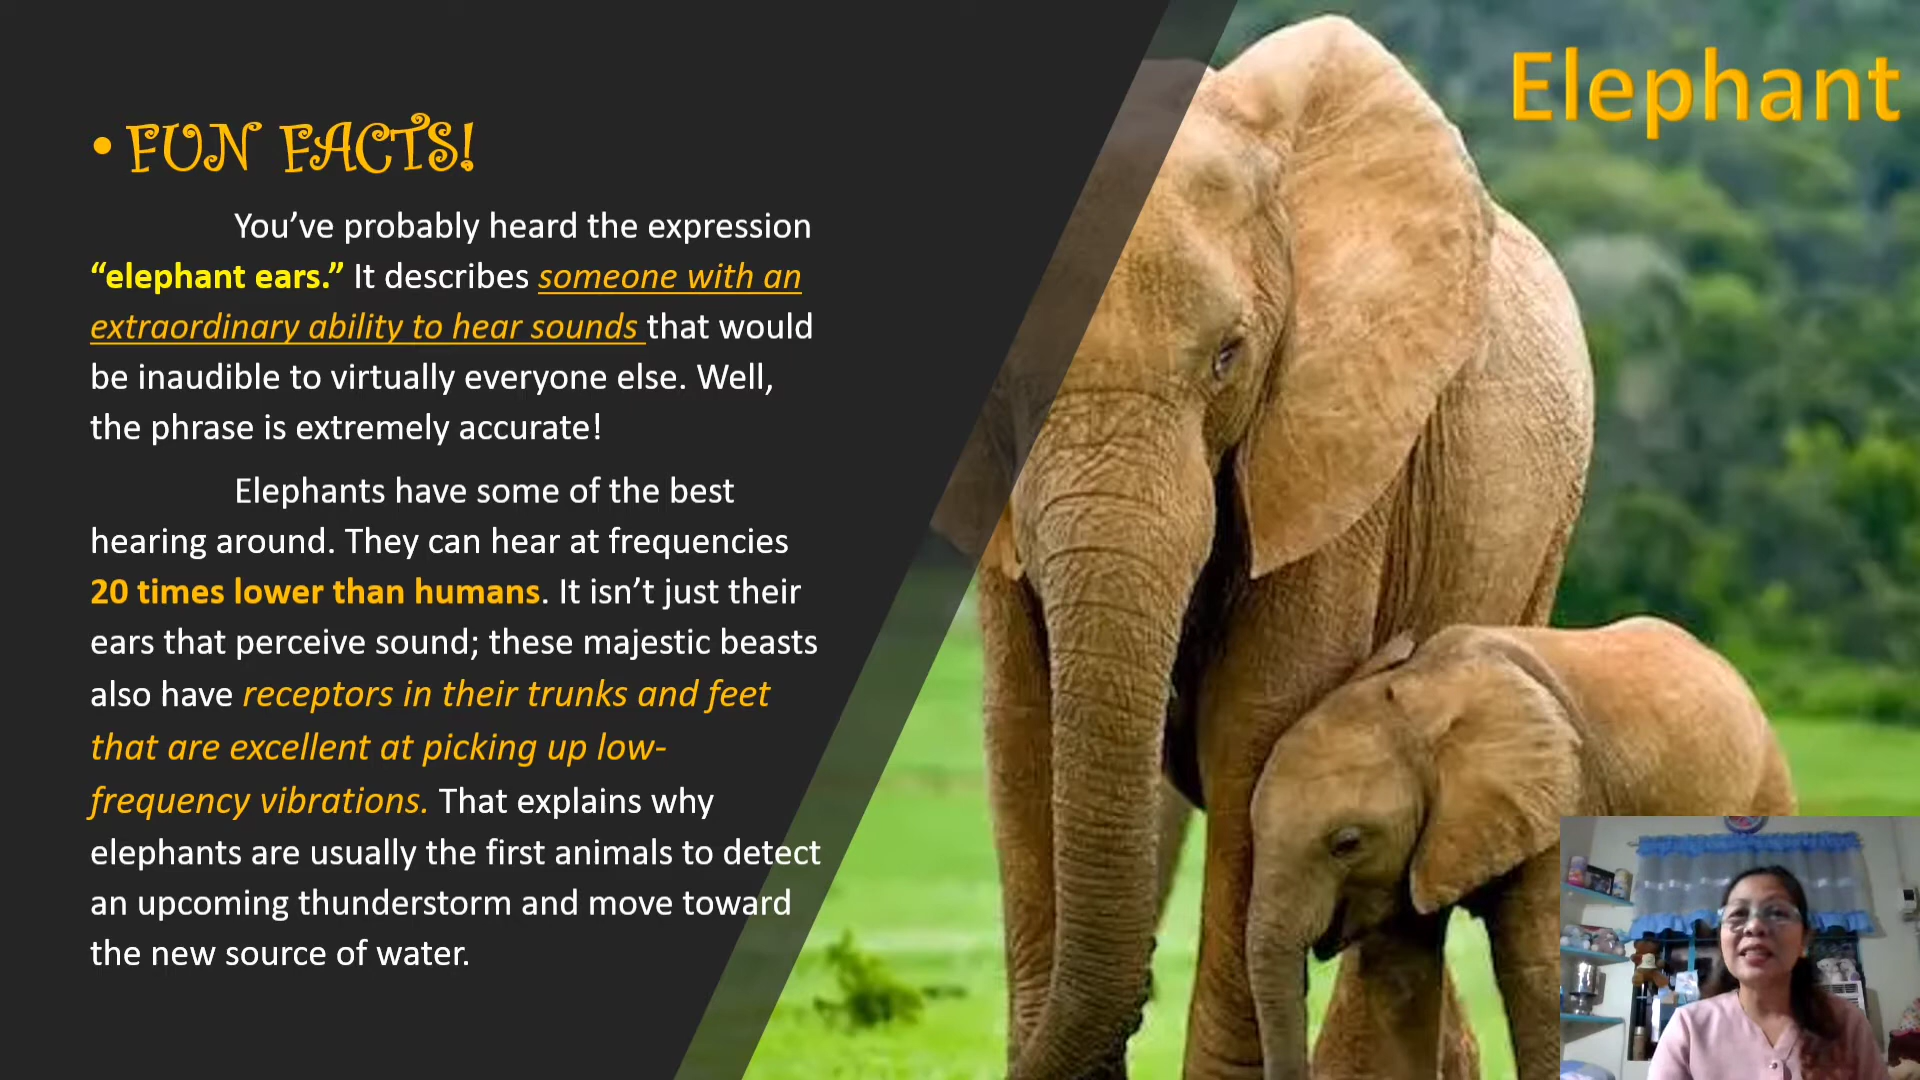 Elephant
• FUN FACTS!
You’ve probably heard the expression
“elephant ears.” It describes someone with an
extraordinary ability to hear sounds that would
be inaudible to virtually everyone else. Well,
the phrase is extremely accurate!
Elephants have some of the best
hearing around. They can hear at frequencies
20 times lower than humans. It isn’t just their
ears that perceive sound; these majestic beasts
also have receptors in their trunks and feet
that are excellent at picking up low-
frequency vibrations. That explains why
elephants are usually the first animals to detect
an upcoming thunderstorm and move toward
the new source of water.